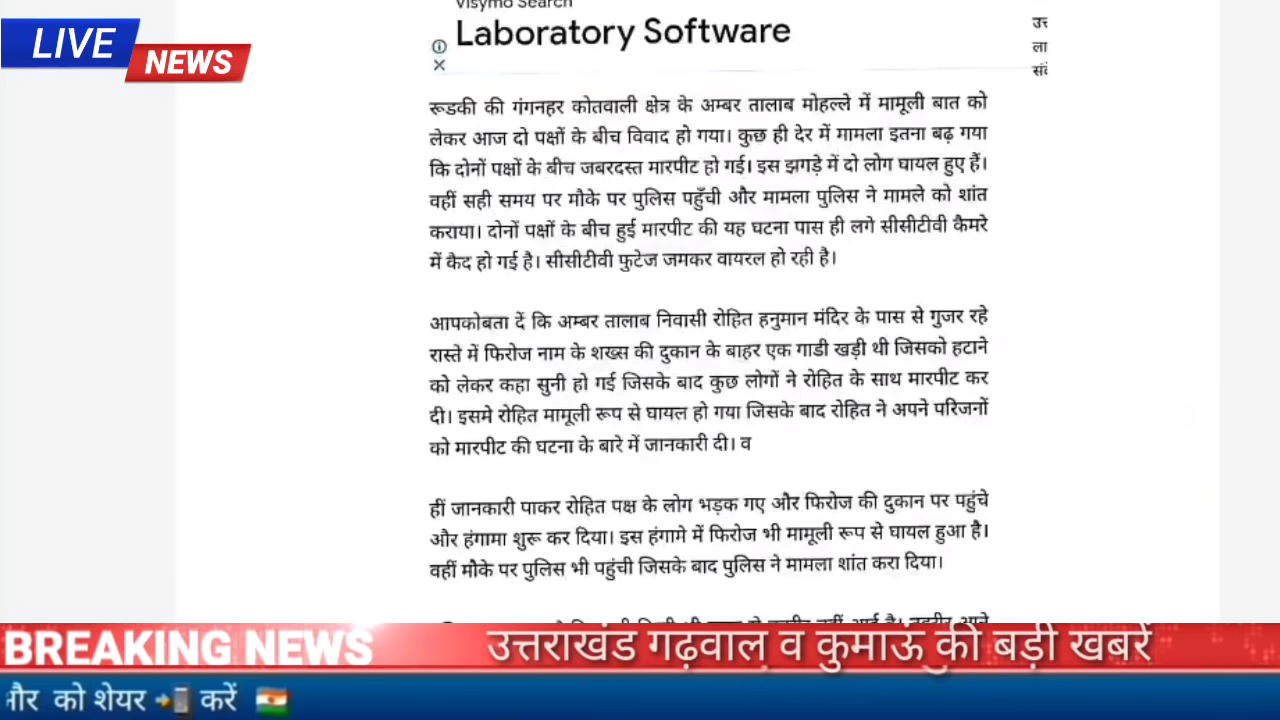 Visymo Search
Laboratory Software
उत्त
ला
LIVE
NEWS
रूडकी की गंगनहर कोतवाली क्षेत्र के अम्बर तालाब मोहल्ले में मामूली बात को
लेकर आज दो पक्षों के बीच विवाद हो गया। कुछ ही देर में मामला इतना बढ़ गया
कि दोनों पक्षों के बीच जबरदस्त मारपीट हो गई। इस झगड़े में दो लोग घायल हुए हैं।
वहीं सही समय पर मौके पर पुलिस पहुँची और मामला पुलिस ने मामले को शांत
कराया। दोनों पक्षों के बीच हुई मारपीट की यह घटना पास ही लगे सीसीटीवी कैमरे
में कैद हो गई है। सीसीटीवी फुटेज जमकर वायरल हो रही है।
आपकोबता दें कि अम्बर तालाब निवासी रोहित हनुमान मंदिर के पास से गुजर रहे
रास्ते में फिरोज नाम के शख्स की दुकान के बाहर एक गाडी खड़ी थी जिसको हटाने
को लेकर कहा सुनी हो गई जिसके बाद कुछ लोगों ने रोहित के साथ मारपीट कर
दी। इसमे रोहित मामूली रूप से घायल हो गया जिसके बाद रोहित ने अपने परिजनों
को मारपीट की घटना के बारे में जानकारी दी। व
हीं जानकारी पाकर रोहित पक्ष के लोग भड़क गए और फिरोज की दुकान पर पहुंचे
और हंगामा शुरू कर दिया। इस हंगामे में फिरोज भी मामूली रूप से घायल हुआ है।
वहीं मौके पर पुलिस भी पहुंची जिसके बाद पुलिस ने मामला शांत करा दिया।
BREAKING NEWS
उत्तराखंड गढ़वाल व कुमाऊं की बड़ी खबरें
और को शेयर 📲 करें 🇳🇪